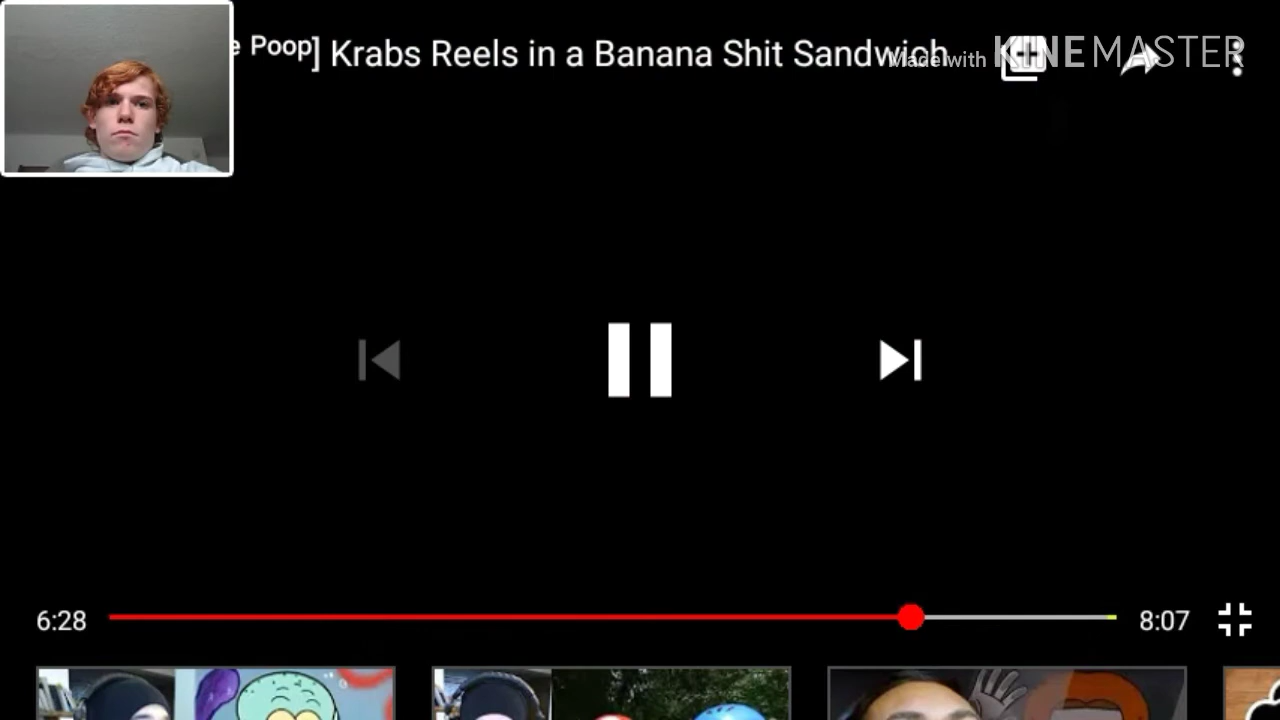 e Poop] Krabs Reels in a Banana Shit Sandwich
Made with KINEMASTER
6:28
8:07